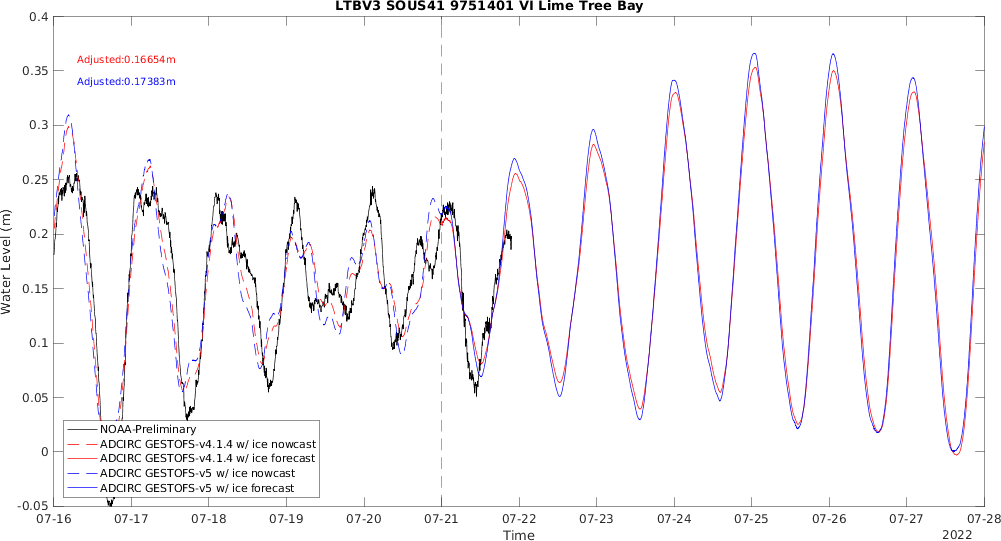 LTBV3 SOUS41 9751401 VI Lime Tree Bay
Adjusted:0.16654m
Adjusted:0.17383m
Water Level (m)
0.4
0.35
0.3
0.25
0.2
0.15
0.1
0.05
0
-0.05
NOAA-Preliminary
ADCIRC GESTOFS-v4.1.4 w/ ice nowcast
ADCIRC GESTOFS-v4.1.4 w/ ice forecast
ADCIRC GESTOFS-v5 w/ ice nowcast
ADCIRC GESTOFS-v5 w/ ice forecast
07-16 07-17 07-18 07-19 07-20 07-21 07-22 07-23 07-24 07-25 07-26 07-27 07-28
Time
2022